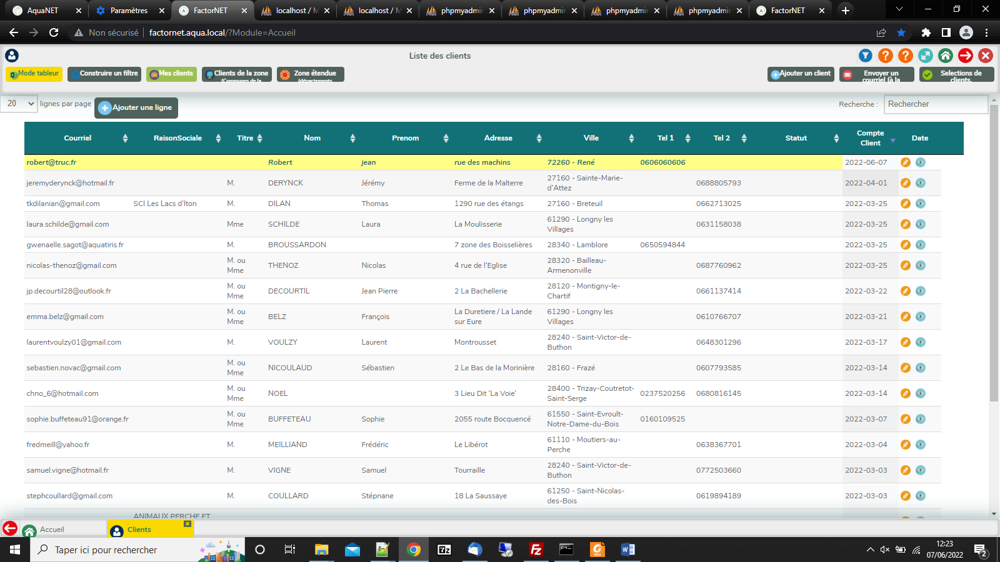 AquaNET
Paramètres
FactorNET
localhost / M
localhost / M
phpmyadmin
phpmyadmin
phpmyadmin
phpmyadmin
FactorNET
Non sécurisé
factornet.aqua.local/?Module=Accueil
Liste des clients
Mode tableur
Construire un filtre
Mes clients
Clients de la zone
(Communes de la
Zone étendue
(départements
Ajouter un client
Envoyer un
courriel (à la
Selections de
clients.
20
lignes par page
Ajouter une ligne
Recherche :
Rechercher
Courriel RaisonSociale Titre Nom Prenom Adresse Ville Tel 1 Tel 2 Statut Compte Client Date
robert@truc.fr Robert jean rue des machins 72260 - René 0606060606 2022-06-07
jeremyderynck@hotmail.fr M. DERYNCK Jérémy Ferme de la Malterre 27160 - Sainte-Marie-d'Attez 0688805793 2022-04-01
tkdilanian@gmail.com SCI Les Lacs d'Iton M. DILAN Thomas 1290 rue des étangs 27160 - Breteuil 0662713025 2022-03-25
laura.schilde@gmail.com Mme SCHILDE Laura La Moulisserie 61290 - Longny les Villages 0631158038 2022-03-25
gwenaelle.sagot@aquatiris.fr M. BROUSSARDON 7 zone des Boisselières 28340 - Lamblore 0650594844 2022-03-25
nicolas-thenoz@gmail.com M. ou Mme THENOZ Nicolas 4 rue de l'Eglise 28320 - Bailleau-Armenonville 0687760962 2022-03-25
jp.decourtil28@outlook.fr M. ou Mme DECOURTIL Jean Pierre 2 La Bachellerie 28120 - Montigny-le-Chartif 0661137414 2022-03-22
emma.belz@gmail.com M. ou Mme BELZ François La Duretiere / La Lande sur Eure 61290 - Longny les Villages 0610766707 2022-03-21
laurentvoulzy01@gmail.com M. VOULZY Laurent Montrousset 28240 - Saint-Victor-de-Buthon 0648301296 2022-03-17
sebastien.novac@gmail.com M. ou Mme NICOULAUD Sébastien 2 Le Bas de la Morinière 28160 - Frazé 0607793585 2022-03-14
chno_6@hotmail.com M. ou Mme NOEL 3 Lieu Dit 'La Voie' 28400 - Trizay-Coutretot-Saint-Serge 0237520256 0680816145 2022-03-14
sophie.buffeteau91@orange.fr M. ou Mme BUFFETEAU Sophie 2055 route Bocquencé 61550 - Saint-Evroult-Notre-Dame-du-Bois 0160109525 2022-03-07
fredmeill@yahoo.fr M. MEILLIAND Frédéric Le Libérot 61110 - Moutiers-au-Perche 0638367701 2022-03-04
samuel.vigne@hotmail.fr M. VIGNE Samuel Tourraille 28240 - Saint-Victor-de-Buthon 0772503660 2022-03-03
stephcoullard@gmail.com M. COULLARD Stépnane 18 La Saussaye 61250 - Saint-Nicolas-des-Bois 0619894189 2022-03-03
ANIMAUX PERCHE ET
Accueil
Clients
Taper ici pour rechercher
12:23
07/06/2022
2